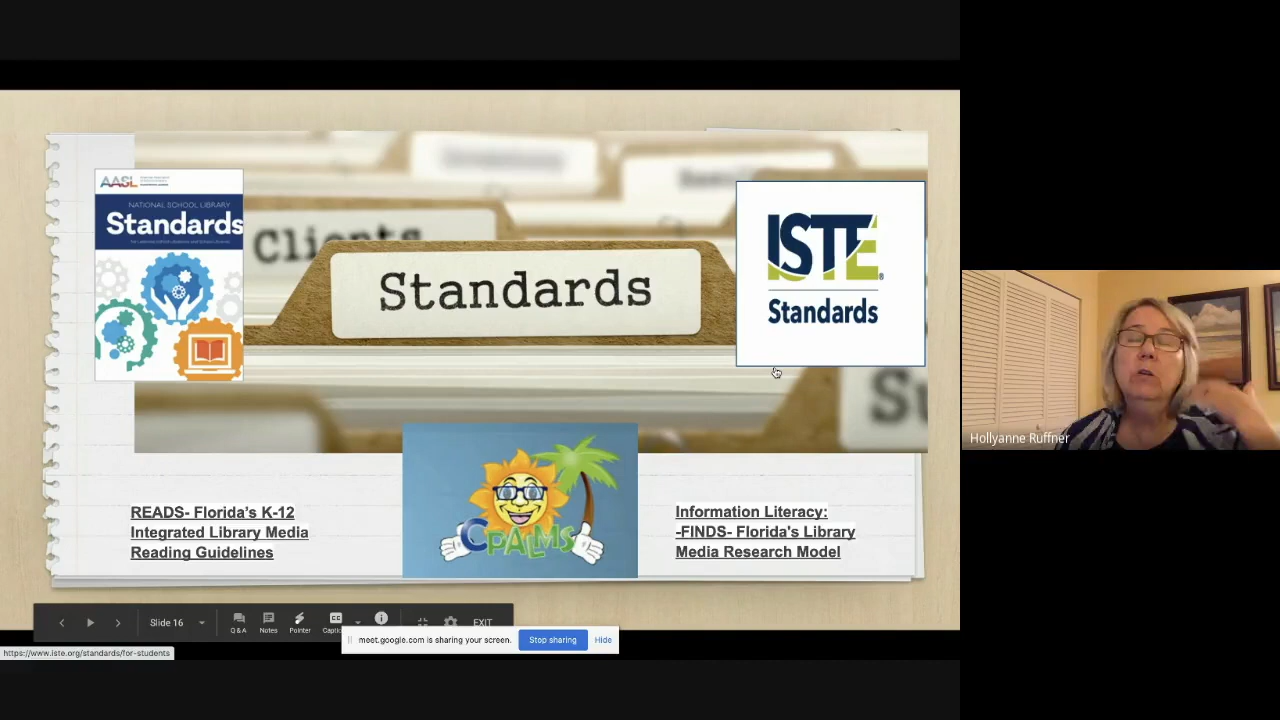 AASL
NATIONAL SCHOOL LIBRARY
Standards
Clients
Standards
ISTE®
Standards
CPALMS
READS- Florida's K-12
Integrated Library Media
Reading Guidelines
Information Literacy:
-FINDS- Florida's Library
Media Research Model
Hollyanne Ruffner
Slide 16
Q & A
Notes
Pointer
EXIT
meet.google.com is sharing your screen.
Stop sharing
Hide
https://www.iste.org/standards/for-students